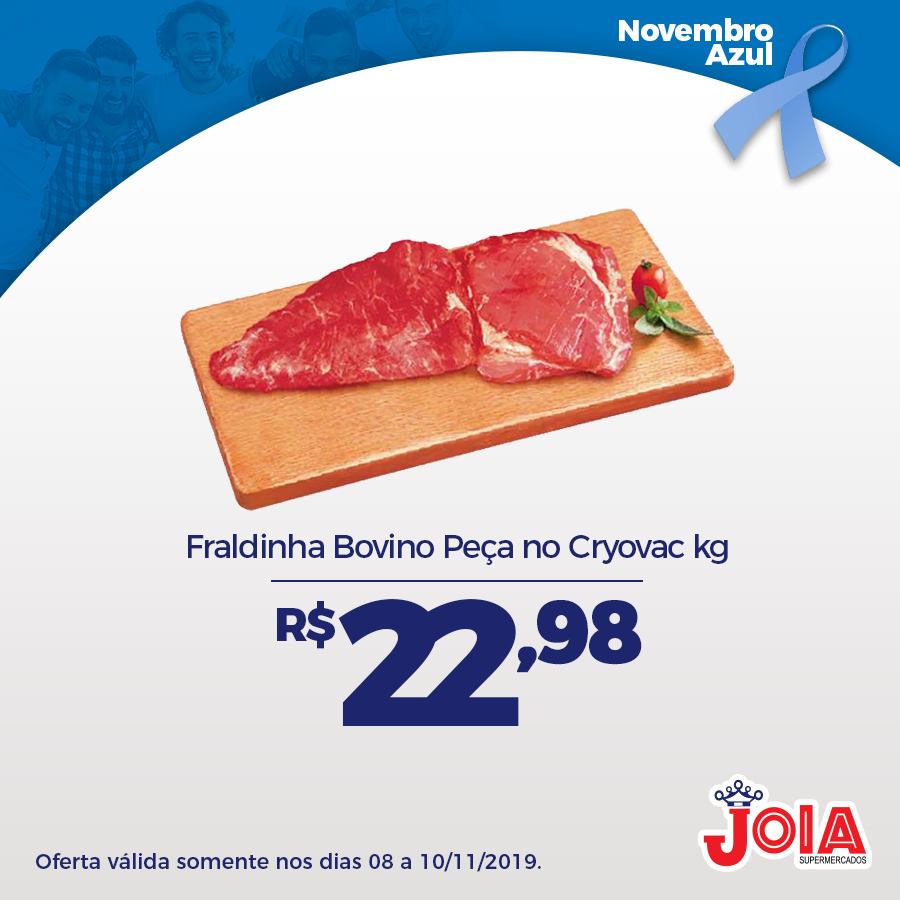 Novembro
Azul
Fraldinha Bovino Peça no Cryovac kg
R$ 22,98
Oferta válida somente nos dias 08 a 10/11/2019.
JOIA
SUPERMERCADOS